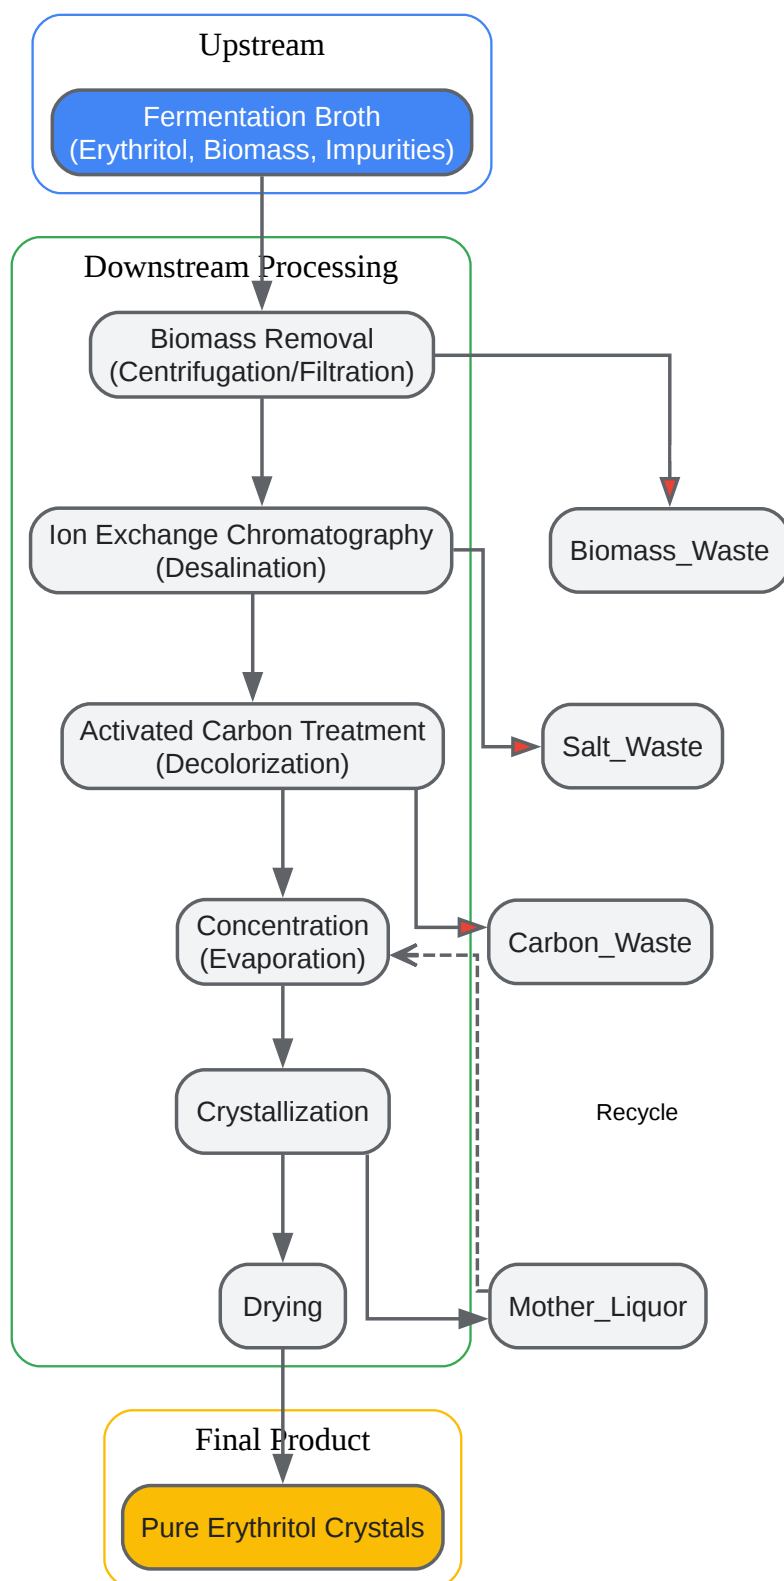 Upstream
Fermentation Broth
(Erythritol, Biomass, Impurities)
Downstream Processing
Biomass Removal
(Centrifugation/Filtration)
Ion Exchange Chromatography
(Desalination)
Biomass_Waste
Activated Carbon Treatment
(Decolorization)
Salt_Waste
Concentration
(Evaporation)
Carbon_Waste
Crystallization
Recycle
Drying
Mother_Liquor
Final Product
Pure Erythritol Crystals